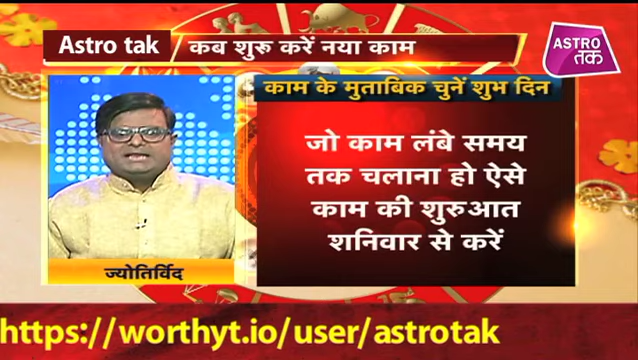 Astro tak
कब शुरू करें नया काम
ASTRO
तक
काम के मुताबिक चुनें शुभ दिन
जो काम लंबे समय
तक चलाना हो ऐसे
काम की शुरुआत
शनिवार से करें
ज्योतिर्विद
https://worthyt.io/user/astrotak